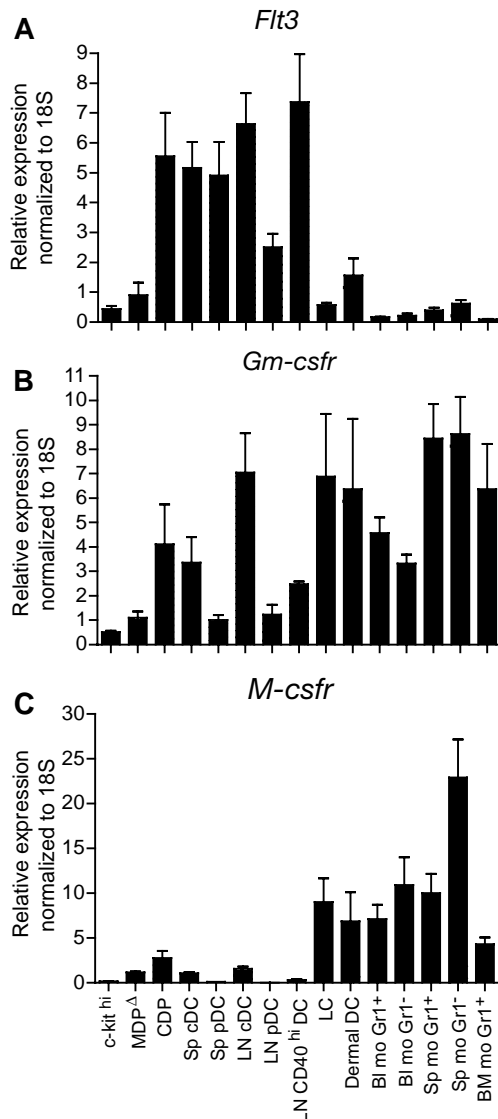 A
Flt3
Relative expression
normalized to 18S
9
8
7
6
5
4
3
2
1
0
B
Gm-csfr
Relative expression
normalized to 18S
11
10
9
8
7
6
5
4
3
2
1
0
C
M-csfr
Relative expression
normalized to 18S
30
25
20
15
10
5
0
c-kit hi
MDPΔ
CDP
Sp cDC
Sp pDC
LN cDC
LN pDC
LN CD40 hi DC
LC
Dermal DC
Bl mo Gr1+
Bl mo Gr1-
Sp mo Gr1+
Sp mo Gr1-
BM mo Gr1+